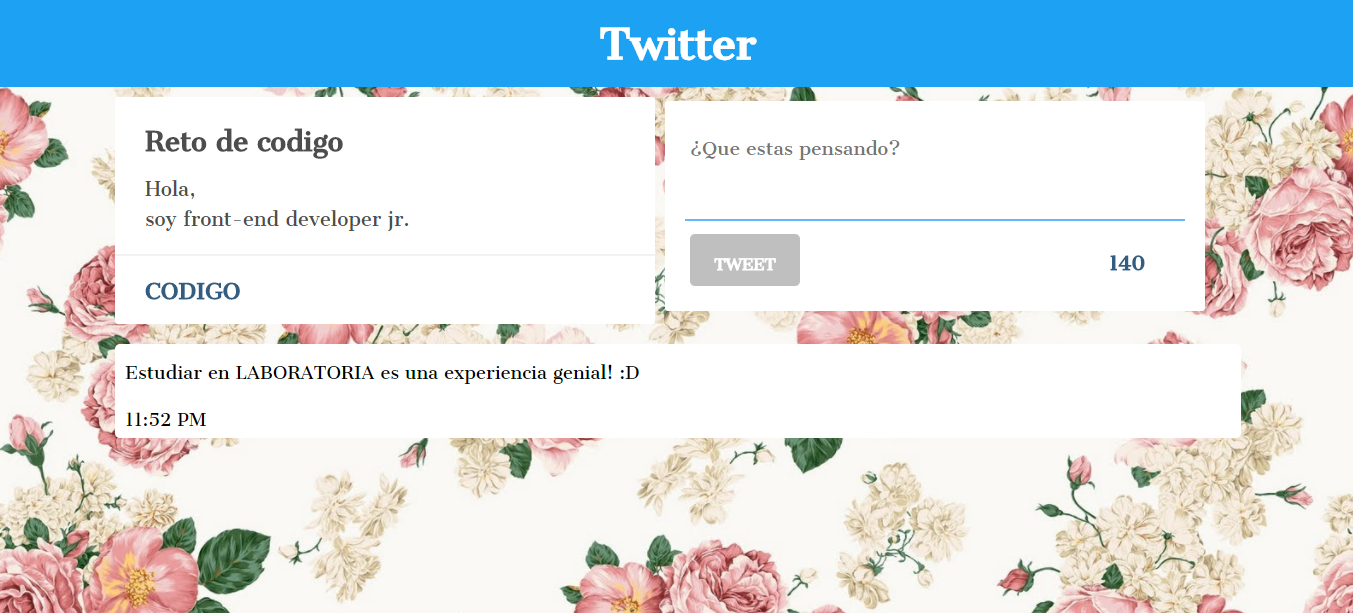 Twitter
Reto de codigo
Hola,
soy front-end developer jr.
CODIGO
¿Que estas pensando?
TWEET
140
Estudiar en LABORATORIA es una experiencia genial! :D
11:52 PM